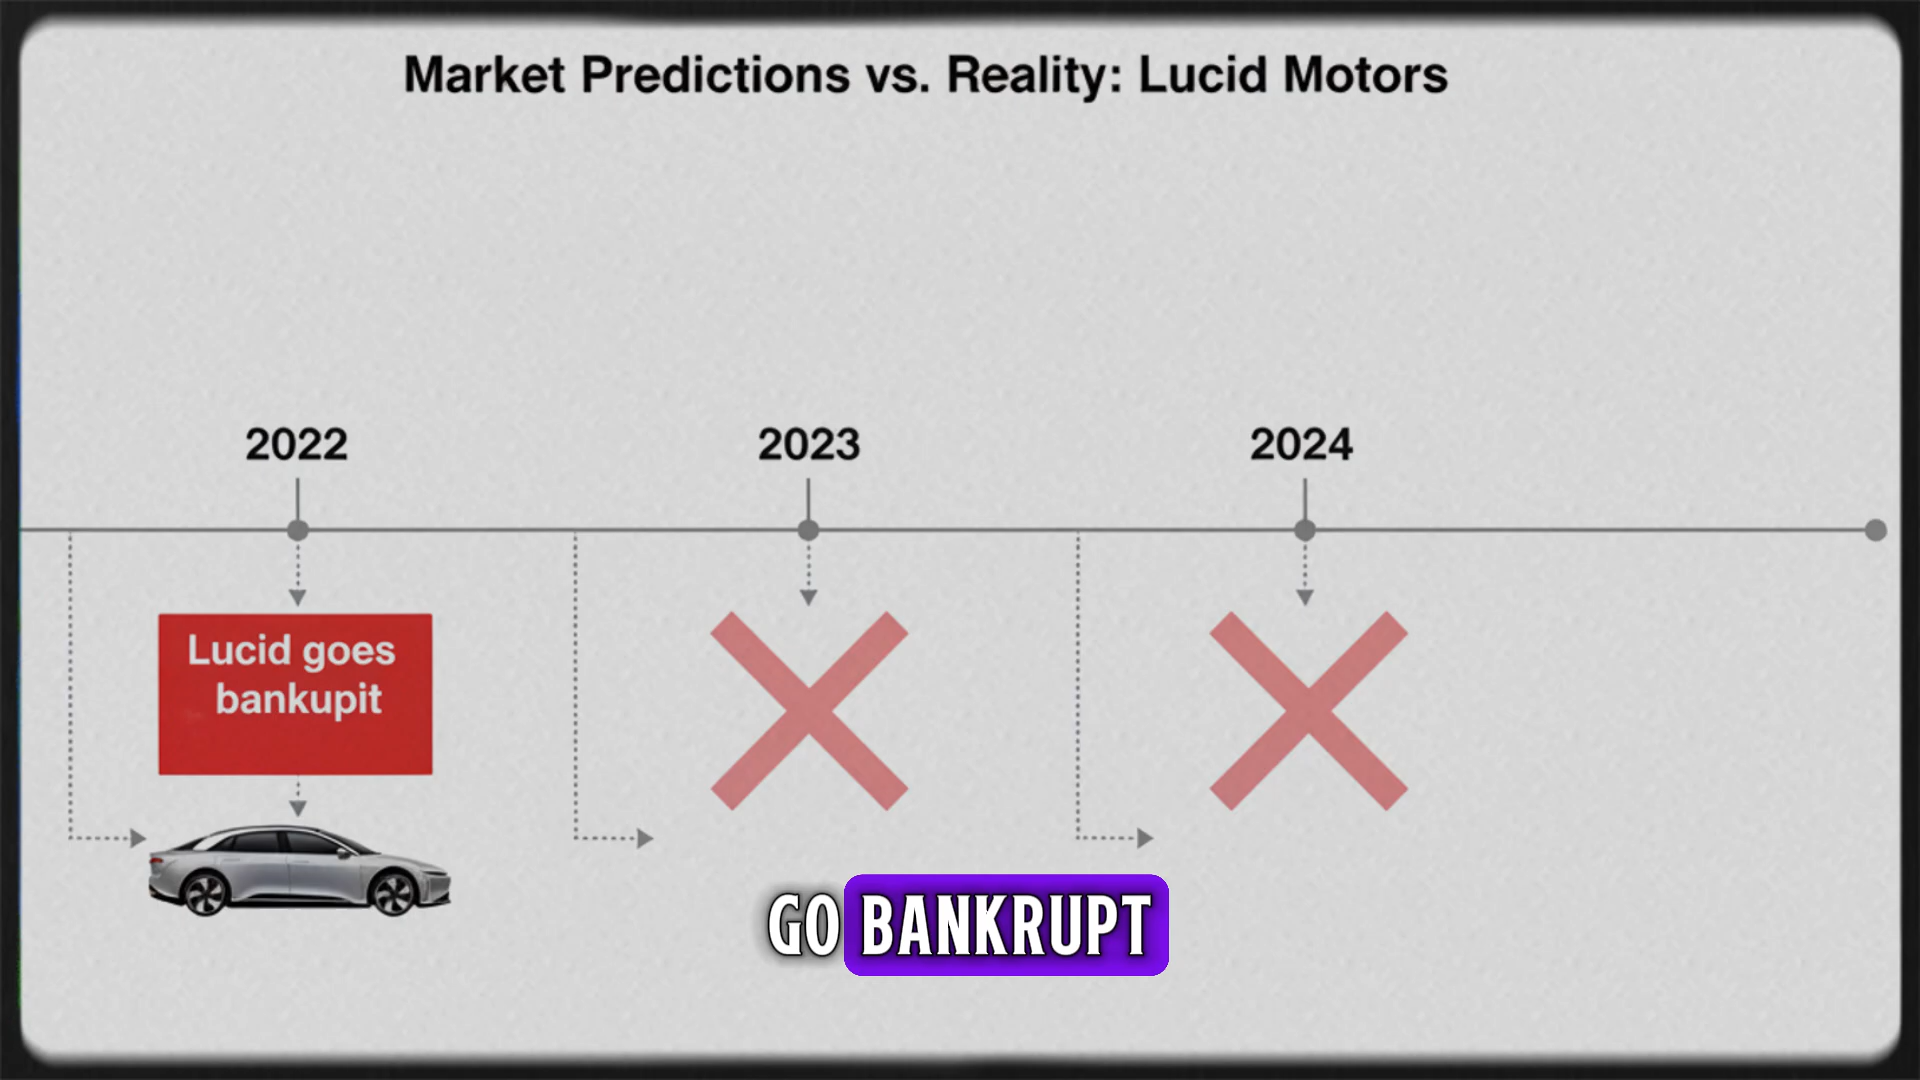 Market Predictions vs. Reality: Lucid Motors
2022
2023
2024
Lucid goes
bankupit
GO BANKRUPT